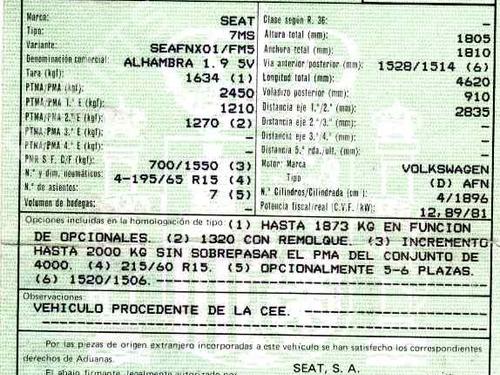 Marca: SEAT
Tipo: 7MS
Variante: SEAFNX01/FM5
Denominación comercial: ALHAMBRA 1.9 5V
Tara (kgf): 1634 (1)
PTMA/PMA (kgf): 2450
PTMA/PMA 1.º E (kgf): 1210
PTMA/PMA 2.º E (kgf): 1270 (2)
PTMA/PMA 3.º E (kgf): —
PTMA/PMA 4.º E (kgf): —
PMR S.F. C/F (kgf): 700/1550 (3)
N.º y dim. neumáticos: 4-195/65 R15 (4)
N.º de asientos: 7 (5)
Volumen de bodegas: —
Clase según R. 36: —
Altura total (mm): 1805
Anchura total (mm): 1810
Vía anterior posterior (mm): 1528/1514 (6)
Longitud total (mm): 4620
Voladizo posterior (mm): 910
Distancia eje 1.º/2.º (mm): 2835
Distancia eje 2.º/3.º (mm): —
Distancia eje 3.º/4.º (mm): —
Distancia 5.ª rda./ult. (mm): —
Motor: Marca VOLKSWAGEN
Tipo (D) AFN
N.º Cilindros/Cilindrada (cm ): 4/1896
Potencia fiscal/real (C.V.F. / kW): 12,89/81
Opciones incluidas en la homologación de tipo (1) HASTA 1873 KG EN FUNCION
DE OPCIONALES. (2) 1320 CON REMOLQUE. (3) INCREMENTO
HASTA 2000 KG SIN SOBREPASAR EL PMA DEL CONJUNTO DE
4000. (4) 215/60 R15. (5) OPCIONALMENTE 5-6 PLAZAS.
(6) 1520/1506.
Observaciones:
VEHICULO PROCEDENTE DE LA CEE.
Por las piezas de origen extranjero incorporadas a este vehículo se han satisfecho los correspondientes
derechos de Aduanas.
El abajo firmante, legalmente autorizado por SEAT, S. A.